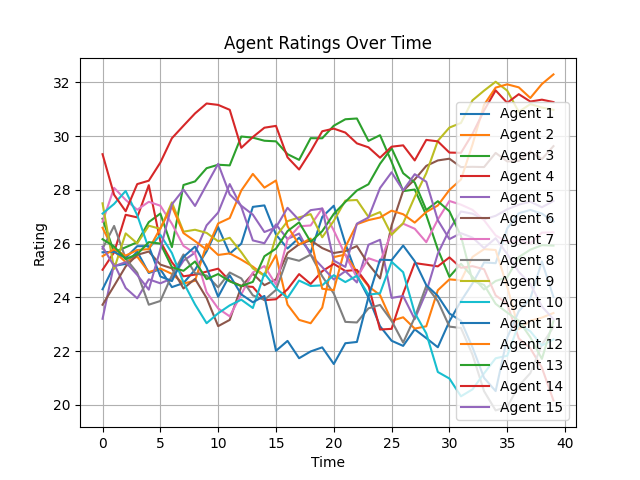 Agent Ratings Over Time
Rating
32
30
28
26
24
22
20
0
5
10
15
20
25
30
35
40
Time
Agent 1
Agent 2
Agent 3
Agent 4
Agent 5
Agent 6
Agent 7
Agent 8
Agent 9
Agent 10
Agent 11
Agent 12
Agent 13
Agent 14
Agent 15